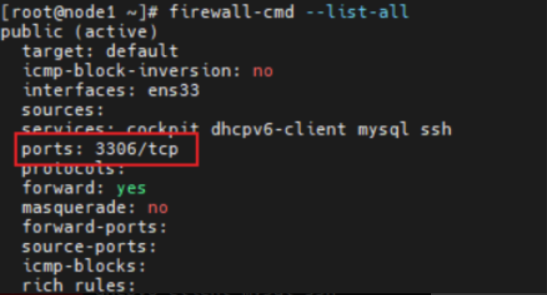 [root@node1 ~]# firewall-cmd --list-all
public (active)
target: default
icmp-block-inversion: no
interfaces: ens33
sources:
services: cockpit dhcpv6-client mysql ssh
ports: 3306/tcp
protocols:
forward: yes
masquerade: no
forward-ports:
source-ports:
icmp-blocks:
rich rules: